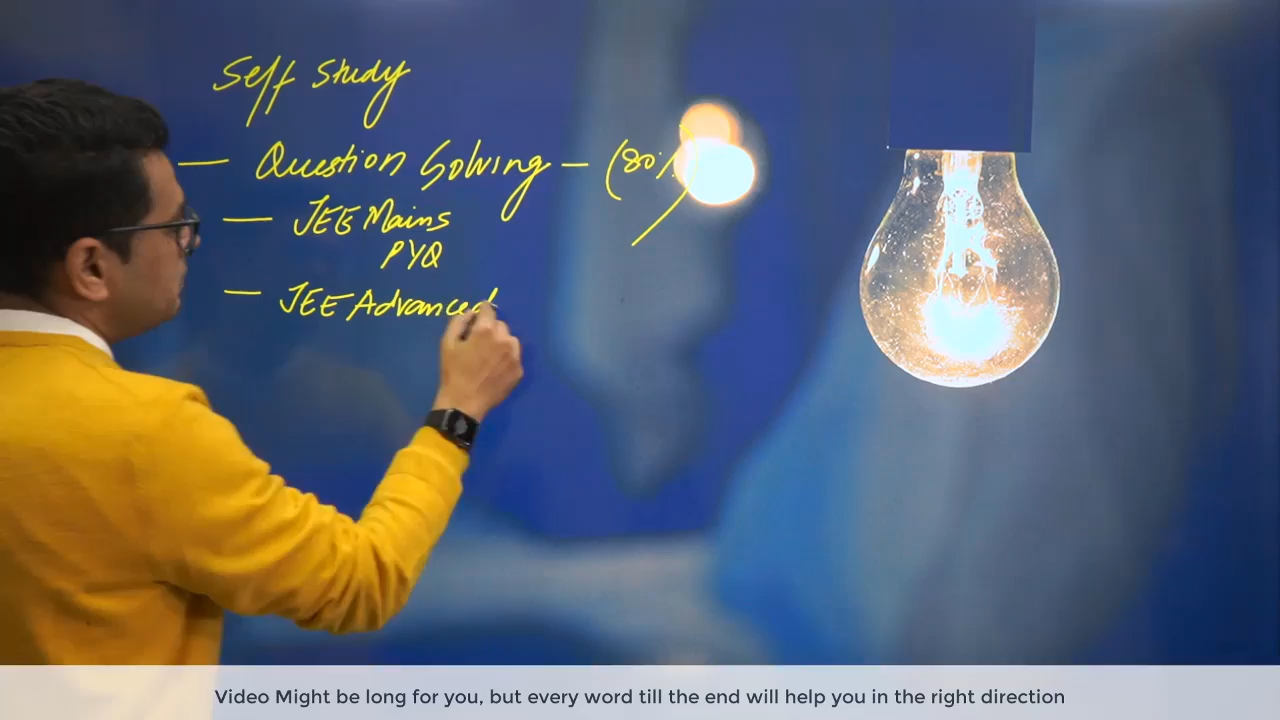 Self Study
— Question Solving — (80%)
— JEE Mains
PYQ
— JEE Advanced
Video Might be long for you, but every word till the end will help you in the right direction